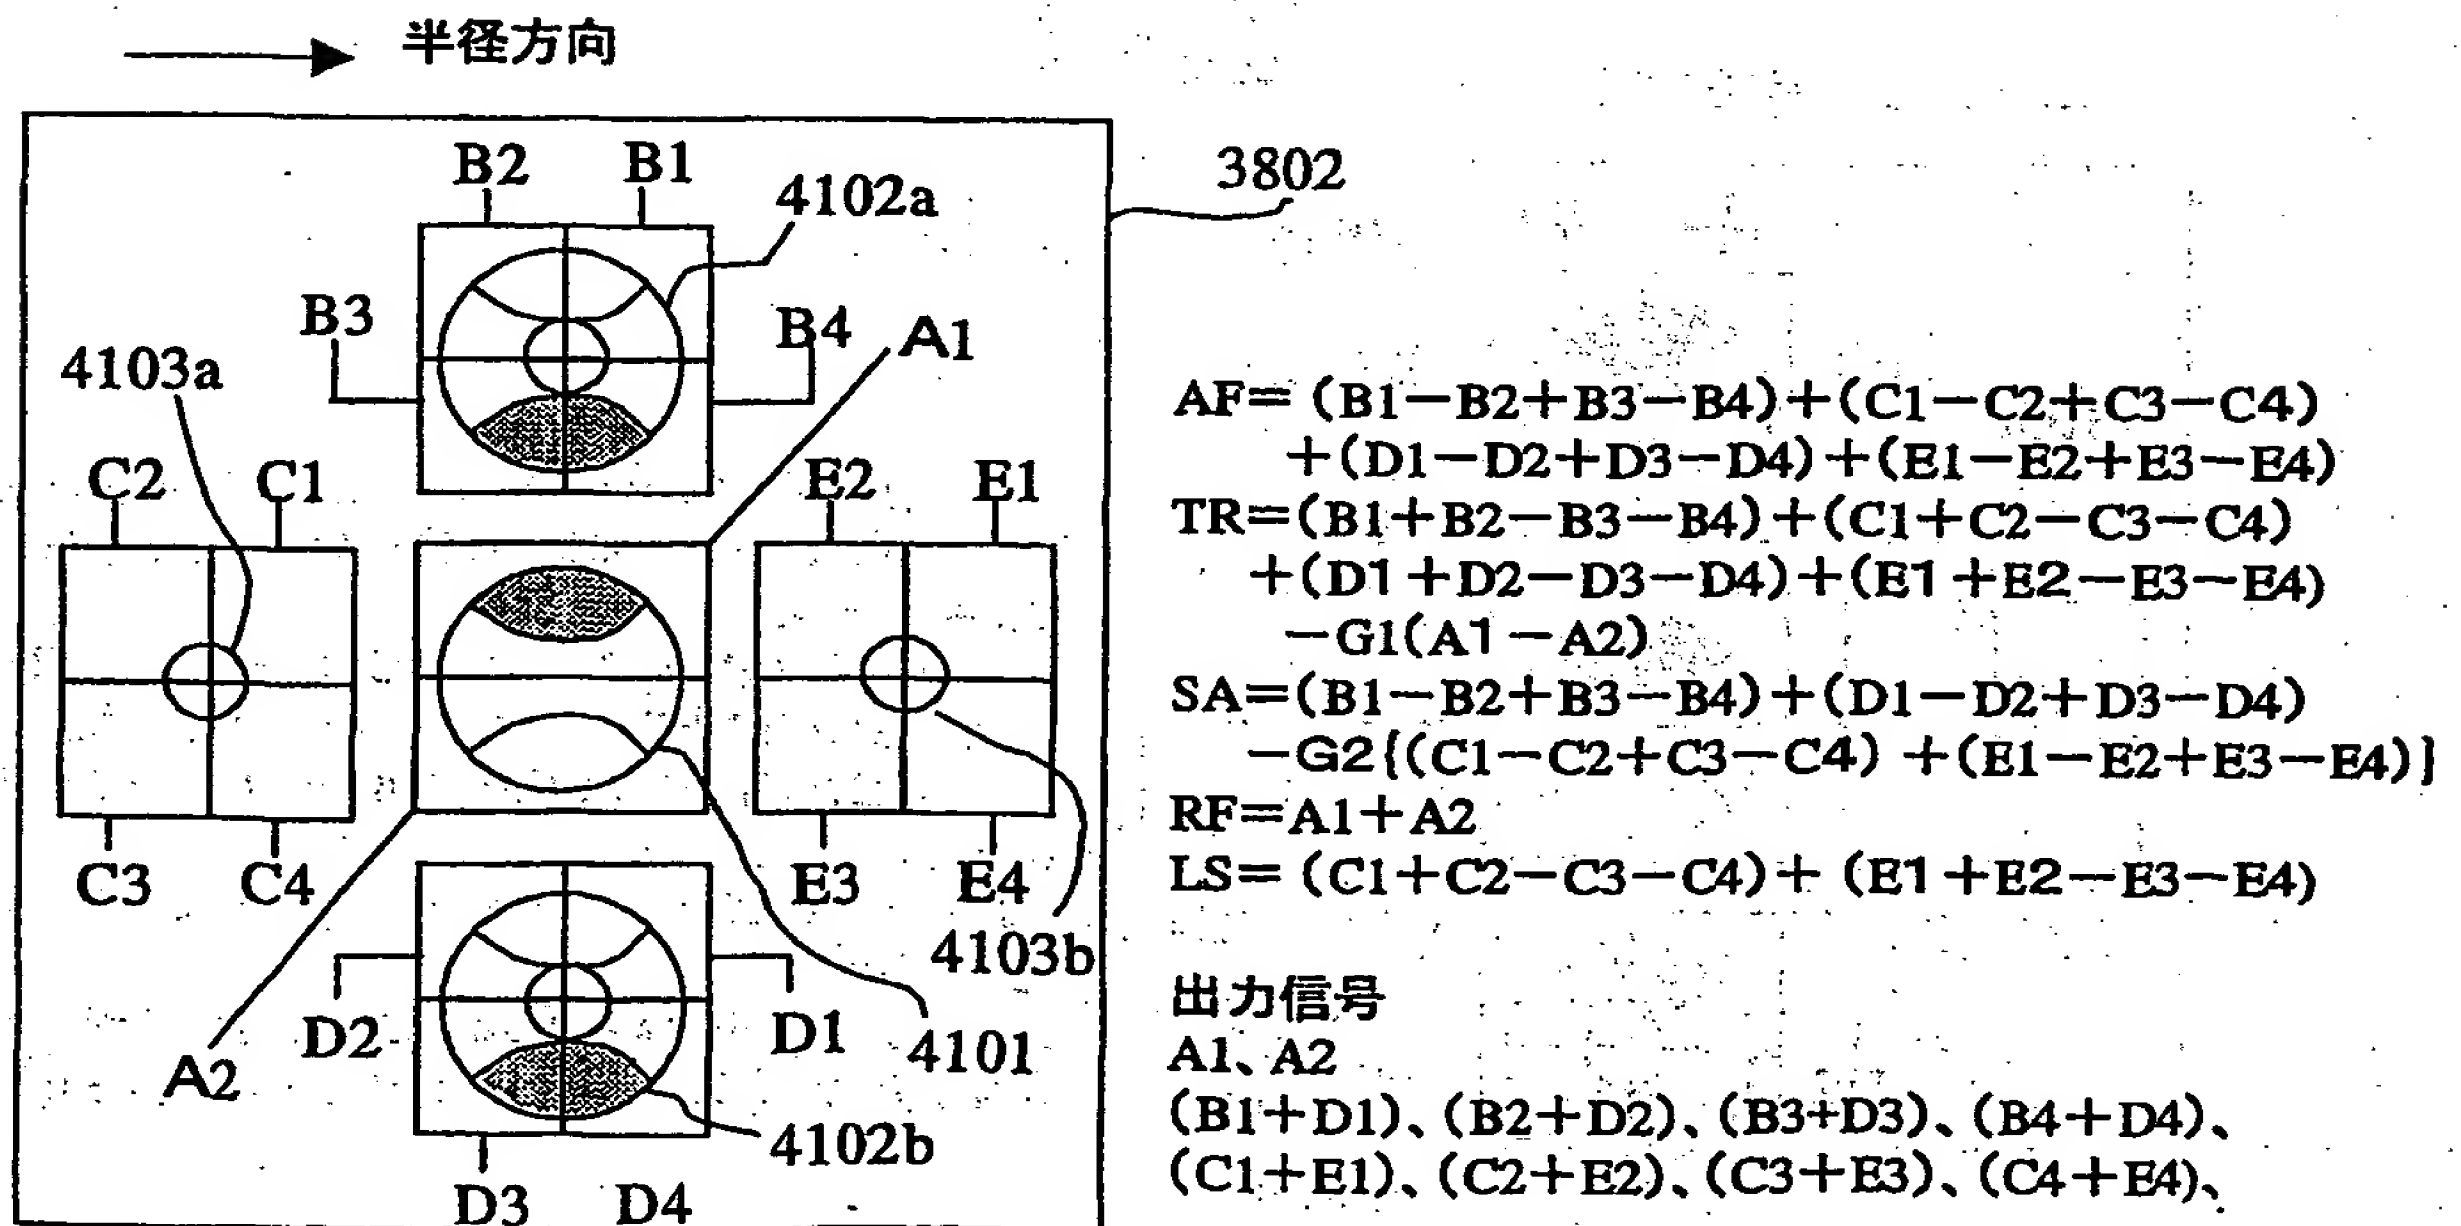 半径方向
B2
B1
4102a
3802
B3
B4
A1
4103a
C2
C1
E2
E1
C3
C4
E3
E4
4103b
D2
D1
4101
A2
4102b
D3
D4
AF=(B1-B2+B3-B4)+(C1-C2+C3-C4)
+(D1-D2+D3-D4)+(E1-E2+E3-E4)
TR=(B1+B2-B3-B4)+(C1+C2-C3-C4)
+(D1+D2-D3-D4)+(E1+E2-E3-E4)
-G1(A1-A2)
SA=(B1-B2+B3-B4)+(D1-D2+D3-D4)
-G2{(C1-C2+C3-C4)+(E1-E2+E3-E4)}
RF=A1+A2
LS=(C1+C2-C3-C4)+(E1+E2-E3-E4)
出力信号
A1、A2
(B1+D1)、(B2+D2)、(B3+D3)、(B4+D4)、
(C1+E1)、(C2+E2)、(C3+E3)、(C4+E4)、